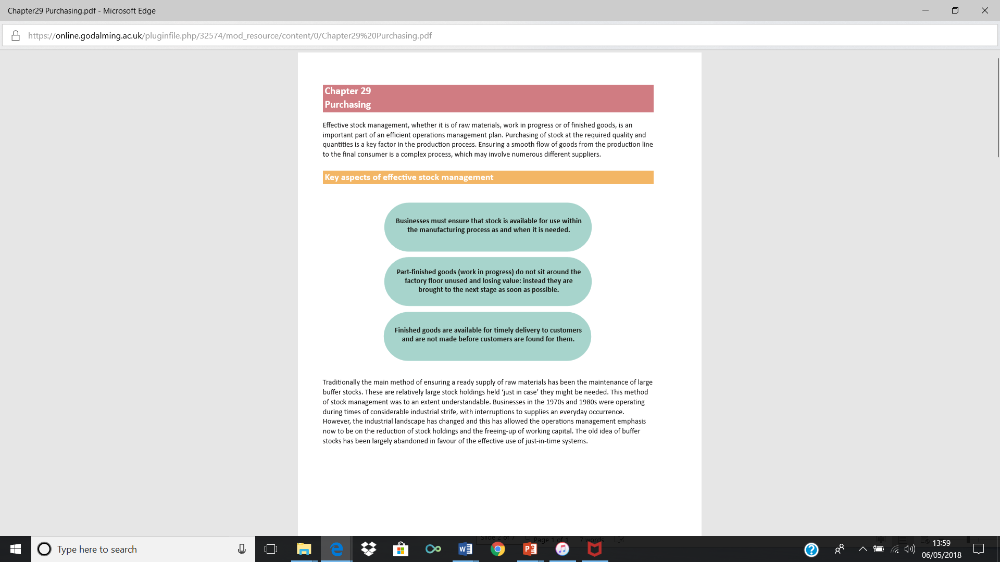 Chapter29 Purchasing.pdf - Microsoft Edge
https://online.godalming.ac.uk/pluginfile.php/32574/mod_resource/content/0/Chapter29%20Purchasing.pdf
Chapter 29
Purchasing
Effective stock management, whether it is of raw materials, work in progress or of finished goods, is an
important part of an efficient operations management plan. Purchasing of stock at the required quality and
quantities is a key factor in the production process. Ensuring a smooth flow of goods from the production line
to the final consumer is a complex process, which may involve numerous different suppliers.
Key aspects of effective stock management
Businesses must ensure that stock is available for use within
the manufacturing process as and when it is needed.
Part-finished goods (work in progress) do not sit around the
factory floor unused and losing value: instead they are
brought to the next stage as soon as possible.
Finished goods are available for timely delivery to customers
and are not made before customers are found for them.
Traditionally the main method of ensuring a ready supply of raw materials has been the maintenance of large
buffer stocks. These are relatively large stock holdings held ‘just in case’ they might be needed. This method
of stock management was to an extent understandable. Businesses in the 1970s and 1980s were operating
during times of considerable industrial strife, with interruptions to supplies an everyday occurrence.
However, the industrial landscape has changed and this has allowed the operations management emphasis
now to be on the reduction of stock holdings and the freeing-up of working capital. The old idea of buffer
stocks has been largely abandoned in favour of the effective use of just-in-time systems.
Slide 2 of 7 Page 1 of 1 7 words
Type here to search
13:59
06/05/2018